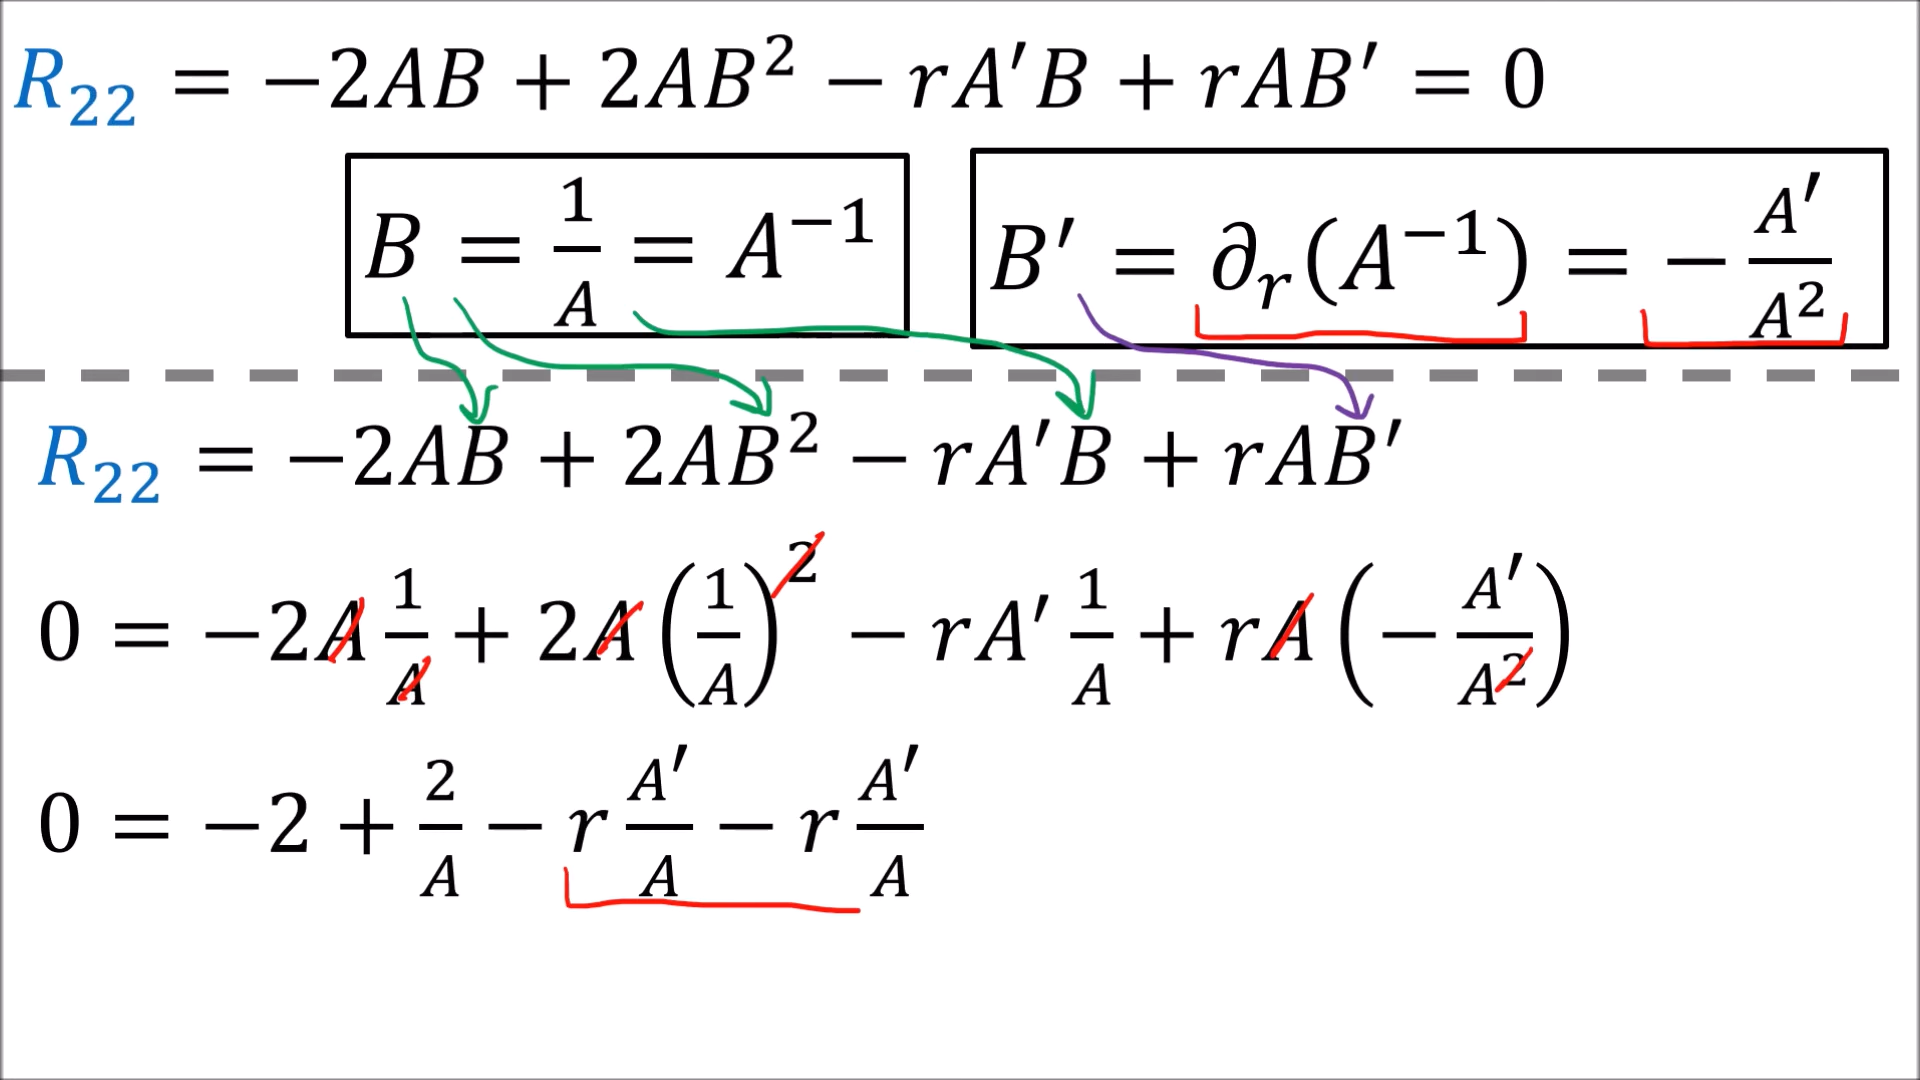 R₂₂ = −2AB + 2AB² − rA′B + rAB′ = 0
B = 1/A = A⁻¹
B′ = ∂ᵣ(A⁻¹) = − A′/A²
R₂₂ = −2AB + 2AB² − rA′B + rAB′
0 = −2A 1/A + 2A (1/A)² − rA′ 1/A + rA (− A′/A²)
0 = −2 + 2/A − r A′/A − r A′/A